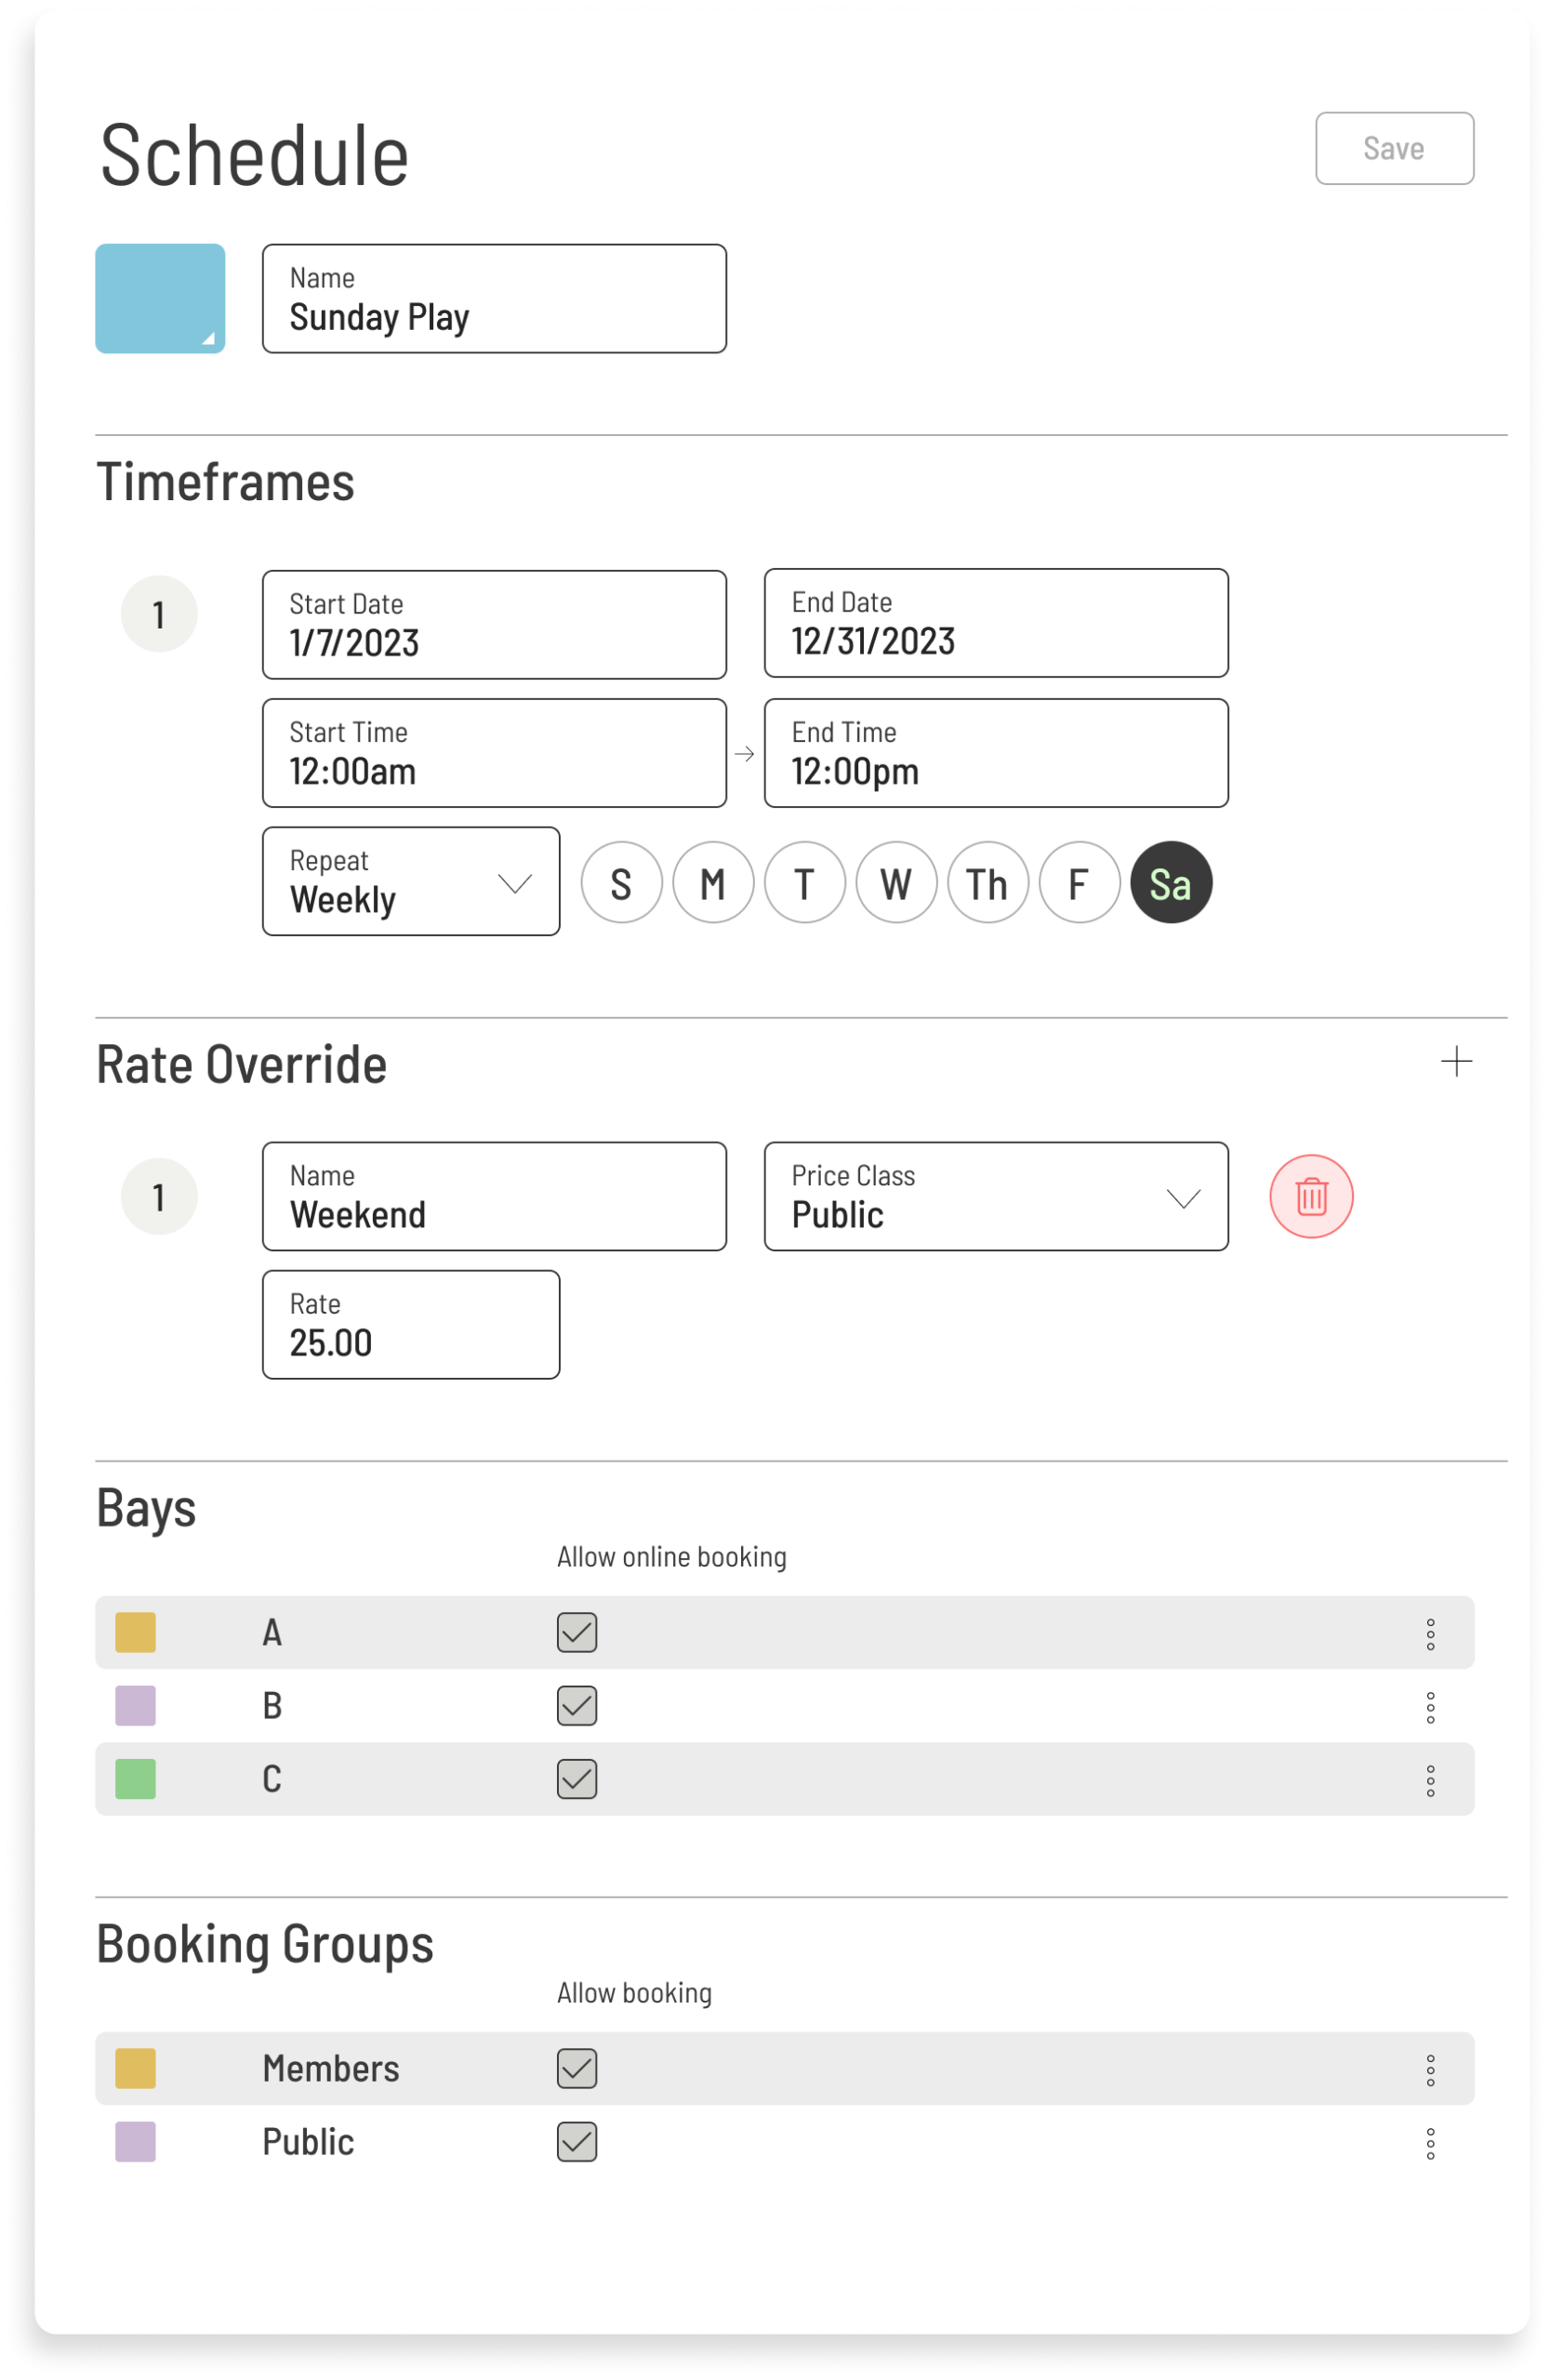 Schedule
Save
Name
Sunday Play
Timeframes
1
Start Date
1/7/2023
End Date
12/31/2023
Start Time
12:00am
End Time
12:00pm
Repeat
Weekly
S M T W Th F Sa
Rate Override
1
Name
Weekend
Price Class
Public
Rate
25.00
Bays
Allow online booking
A
B
C
Booking Groups
Allow booking
Members
Public